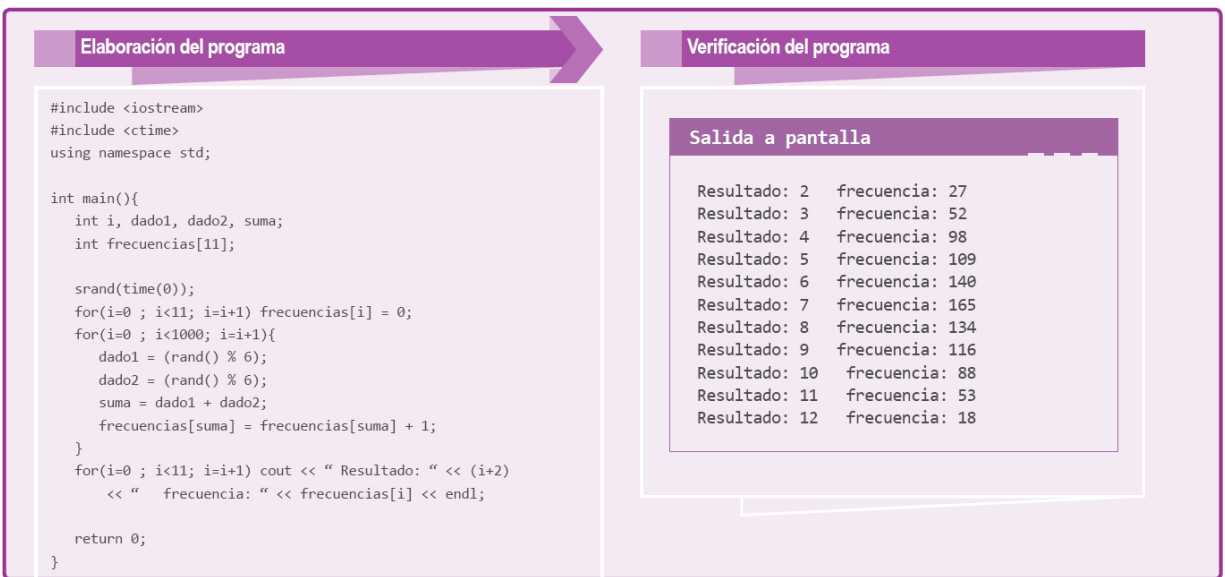 Elaboración del programa
#include <iostream>
#include <ctime>
using namespace std;
int main(){
int i, dado1, dado2, suma;
int frecuencias[11];
srand(time(0));
for(i=0 ; i<11; i=i+1) frecuencias[i] = 0;
for(i=0 ; i<1000; i=i+1){
dado1 = (rand() % 6);
dado2 = (rand() % 6);
suma = dado1 + dado2;
frecuencias[suma] = frecuencias[suma] + 1;
}
for(i=0 ; i<11; i=i+1) cout << “ Resultado: “ << (i+2)
<< “   frecuencia: “ << frecuencias[i] << endl;
return 0;
}
Verificación del programa
Salida a pantalla
Resultado: 2   frecuencia: 27
Resultado: 3   frecuencia: 52
Resultado: 4   frecuencia: 98
Resultado: 5   frecuencia: 109
Resultado: 6   frecuencia: 140
Resultado: 7   frecuencia: 165
Resultado: 8   frecuencia: 134
Resultado: 9   frecuencia: 116
Resultado: 10   frecuencia: 88
Resultado: 11   frecuencia: 53
Resultado: 12   frecuencia: 18